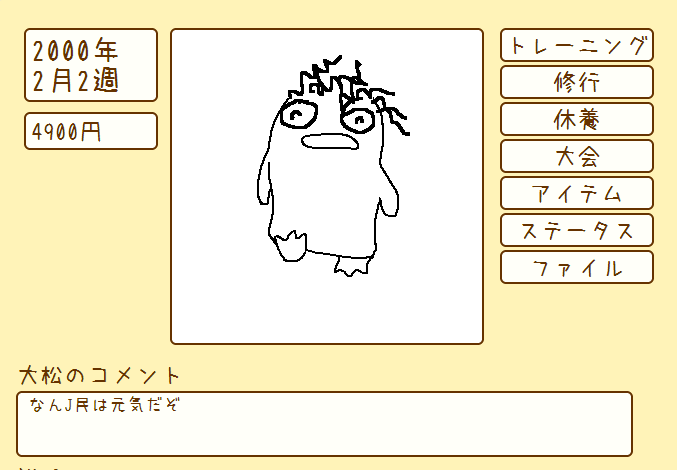 2000年
2月2週
4900円
トレーニング
修行
休養
大会
アイテム
ステータス
ファイル
大松のコメント
なんJ民は元気だぞ